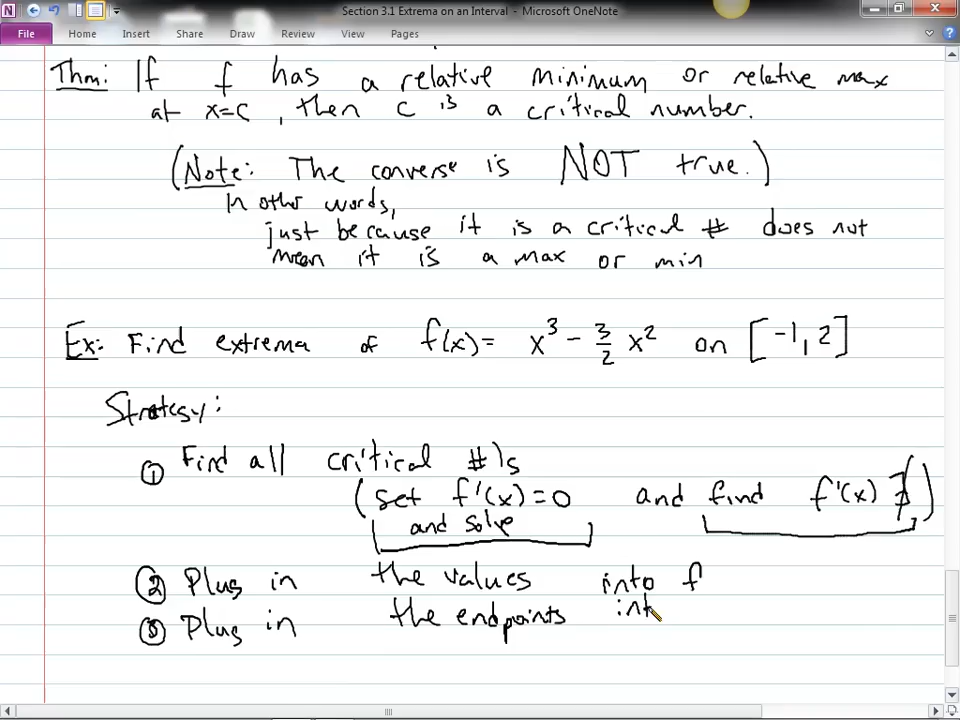 Section 3.1 Extrema on an Interval - Microsoft OneNote
File Home Insert Share Draw Review View Pages
Thm: If f has a relative minimum or relative max
at x=c, then c is a critical number.
(Note: The converse is NOT true.)
In other words,
just because it is a critical # does not
mean it is a max or min
Ex: Find extrema of f(x)= x³ - 3/2 x² on [-1, 2]
Strategy:
① Find all critical #'s
(set f'(x)=0 and find f'(x) ∄)
and solve
② Plug in the values into f
③ Plug in the endpoints int